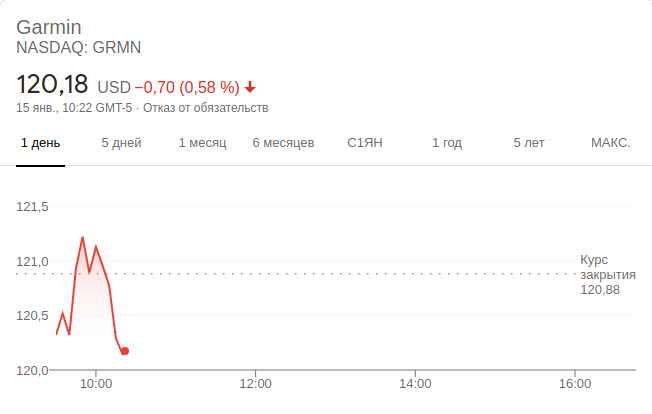 Garmin
NASDAQ: GRMN
120,18 USD −0,70 (0,58 %)
15 янв., 10:22 GMT-5 · Отказ от обязательств
1 день 5 дней 1 месяц 6 месяцев С1ЯН 1 год 5 лет МАКС.
121,5
121,0
120,5
120,0
Курс
закрытия
120,88
10:00 12:00 14:00 16:00